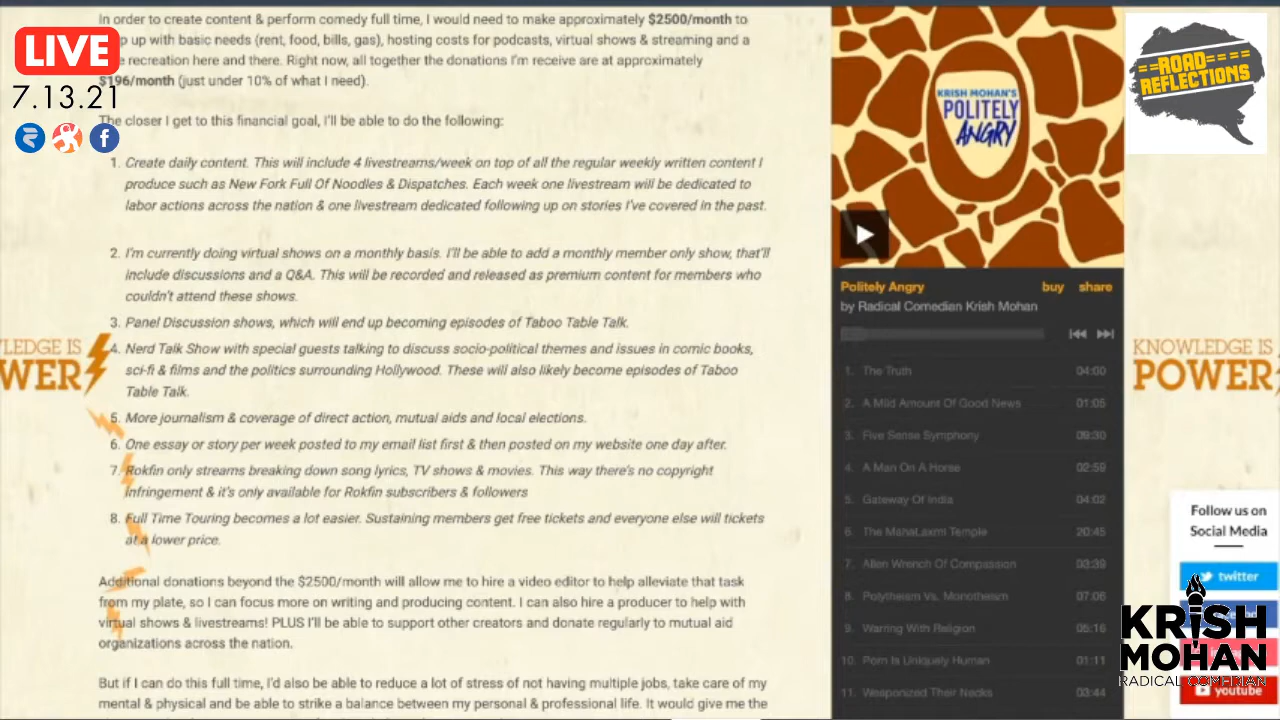 In order to create content & perform comedy full time, I would need to make approximately $2500/month to
p up with basic needs (rent, food, bills, gas), hosting costs for podcasts, virtual shows & streaming and a
e recreation here and there. Right now, all together the donations I'm receive are at approximately
$196/month (just under 10% of what I need).
LIVE
7.13.21
The closer I get to this financial goal, I'll be able to do the following:
1. Create daily content. This will include 4 livestreams/week on top of all the regular weekly written content I
produce such as New Fork Full Of Noodles & Dispatches. Each week one livestream will be dedicated to
labor actions across the nation & one livestream dedicated following up on stories I've covered in the past.
2. I'm currently doing virtual shows on a monthly basis. I'll be able to add a monthly member only show, that'll
include discussions and a Q&A. This will be recorded and released as premium content for members who
couldn't attend these shows.
3. Panel Discussion shows, which will end up becoming episodes of Taboo Table Talk.
4. Nerd Talk Show with special guests talking to discuss socio-political themes and issues in comic books,
sci-fi & films and the politics surrounding Hollywood. These will also likely become episodes of Taboo
Table Talk.
5. More journalism & coverage of direct action, mutual aids and local elections.
6. One essay or story per week posted to my email list first & then posted on my website one day after.
7. Rokfin only streams breaking down song lyrics, TV shows & movies. This way there's no copyright
infringement & it's only available for Rokfin subscribers & followers
8. Full Time Touring becomes a lot easier. Sustaining members get free tickets and everyone else will tickets
at a lower price.
Additional donations beyond the $2500/month will allow me to hire a video editor to help alleviate that task
from my plate, so I can focus more on writing and producing content. I can also hire a producer to help with
virtual shows & livestreams! PLUS I'll be able to support other creators and donate regularly to mutual aid
organizations across the nation.
But if I can do this full time, I'd also be able to reduce a lot of stress of not having multiple jobs, take care of my
mental & physical and be able to strike a balance between my personal & professional life. It would give me the
LEDGE IS
WER
KRISH MOHAN'S
POLITELY
ANGRY
Politely Angry buy share
by Radical Comedian Krish Mohan
1. The Truth 04:00
2. A Mild Amount Of Good News 01:05
3. Five Sense Symphony 09:30
4. A Man On A Horse 02:59
5. Gateway Of India 04:02
6. The MahaLaxmi Temple 20:45
7. Allen Wrench Of Compassion 03:39
8. Polytheism Vs. Monotheism 07:06
9. Warring With Religion 05:16
10. Porn Is Uniquely Human 01:11
11. Weaponized Their Necks 03:44
ROAD
REFLECTIONS
KNOWLEDGE IS
POWER
Follow us on
Social Media
twitter
KRISH
MOHAN
RADICAL COMEDIAN
youtube